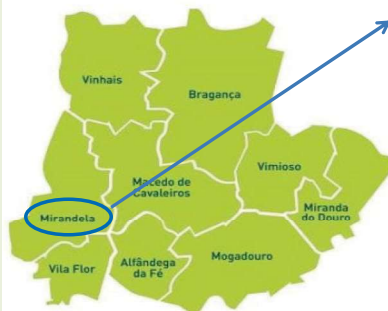 Vinhais
Bragança
Vimioso
Macedo de
Cavaleiros
Miranda
do Douro
Mirandela
Mogadouro
Alfândega
da Fé
Vila Flor